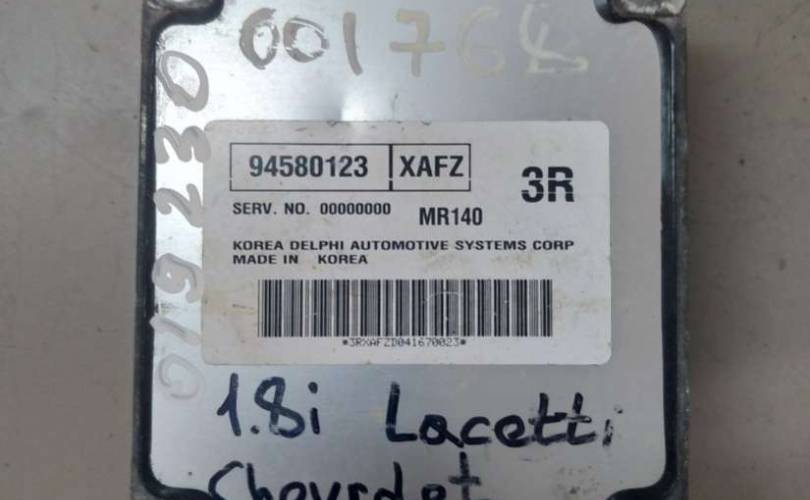 001768
019230
94580123 XAFZ
3R
SERV. NO. 00000000 MR140
KOREA DELPHI AUTOMOTIVE SYSTEMS CORP
MADE IN KOREA
*3RXAFZD041670023*
1.8i Lacetti
Chevrolet